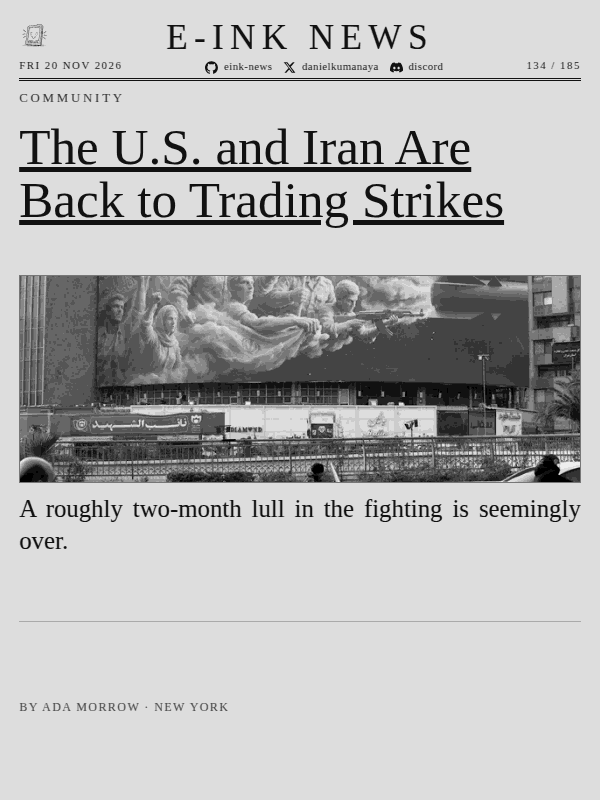 E-INK NEWS
FRI 20 NOV 2026
eink-news danielkumanaya discord
134 / 185
COMMUNITY
The U.S. and Iran Are
Back to Trading Strikes
A roughly two-month lull in the fighting is seemingly
over.
BY ADA MORROW · NEW YORK